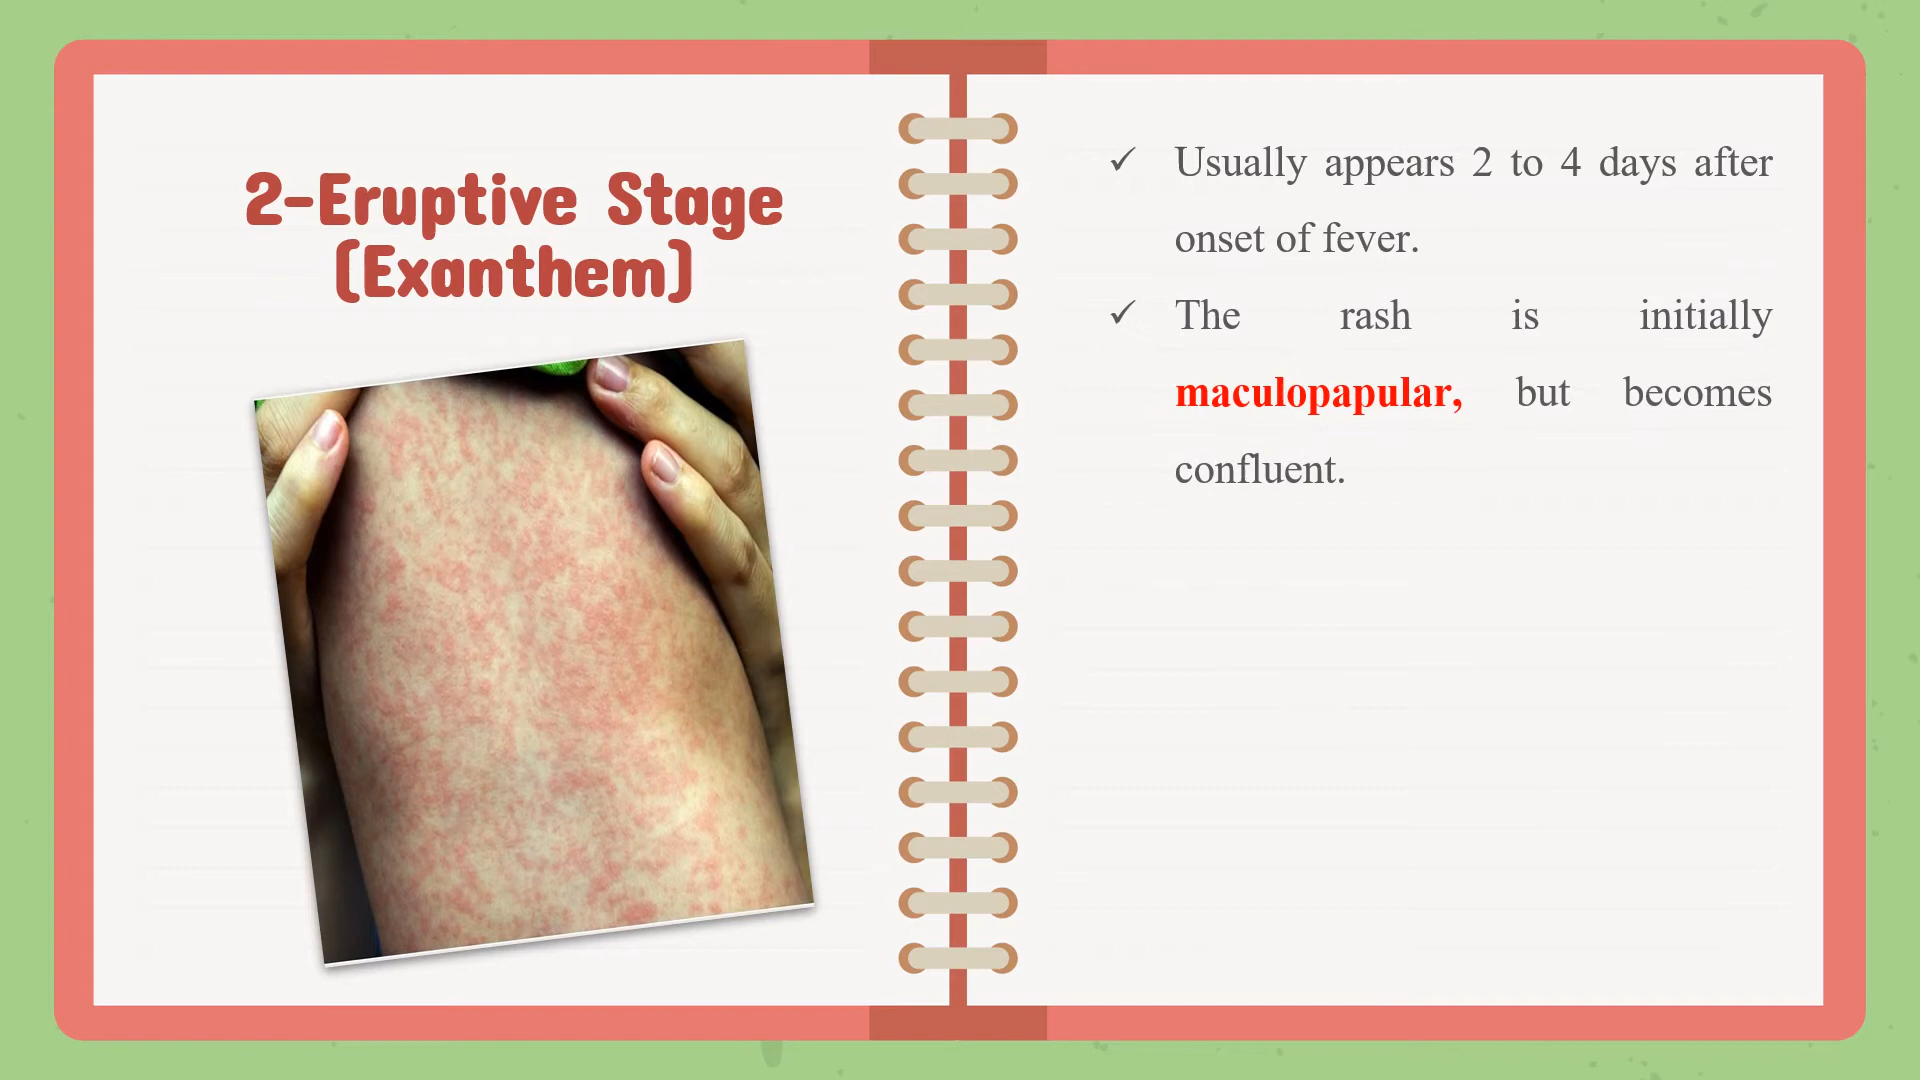 2-Eruptive Stage
(Exanthem)
✓ Usually appears 2 to 4 days after
onset of fever.
✓ The rash is initially
maculopapular, but becomes
confluent.